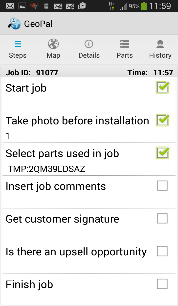 11:59
GeoPal
Steps Map Details Parts History
Job ID: 91077 Time: 11:57
Start job
Take photo before installation
1
Select parts used in job
TMP:2QM39LDSAZ
Insert job comments
Get customer signature
Is there an upsell opportunity
Finish job